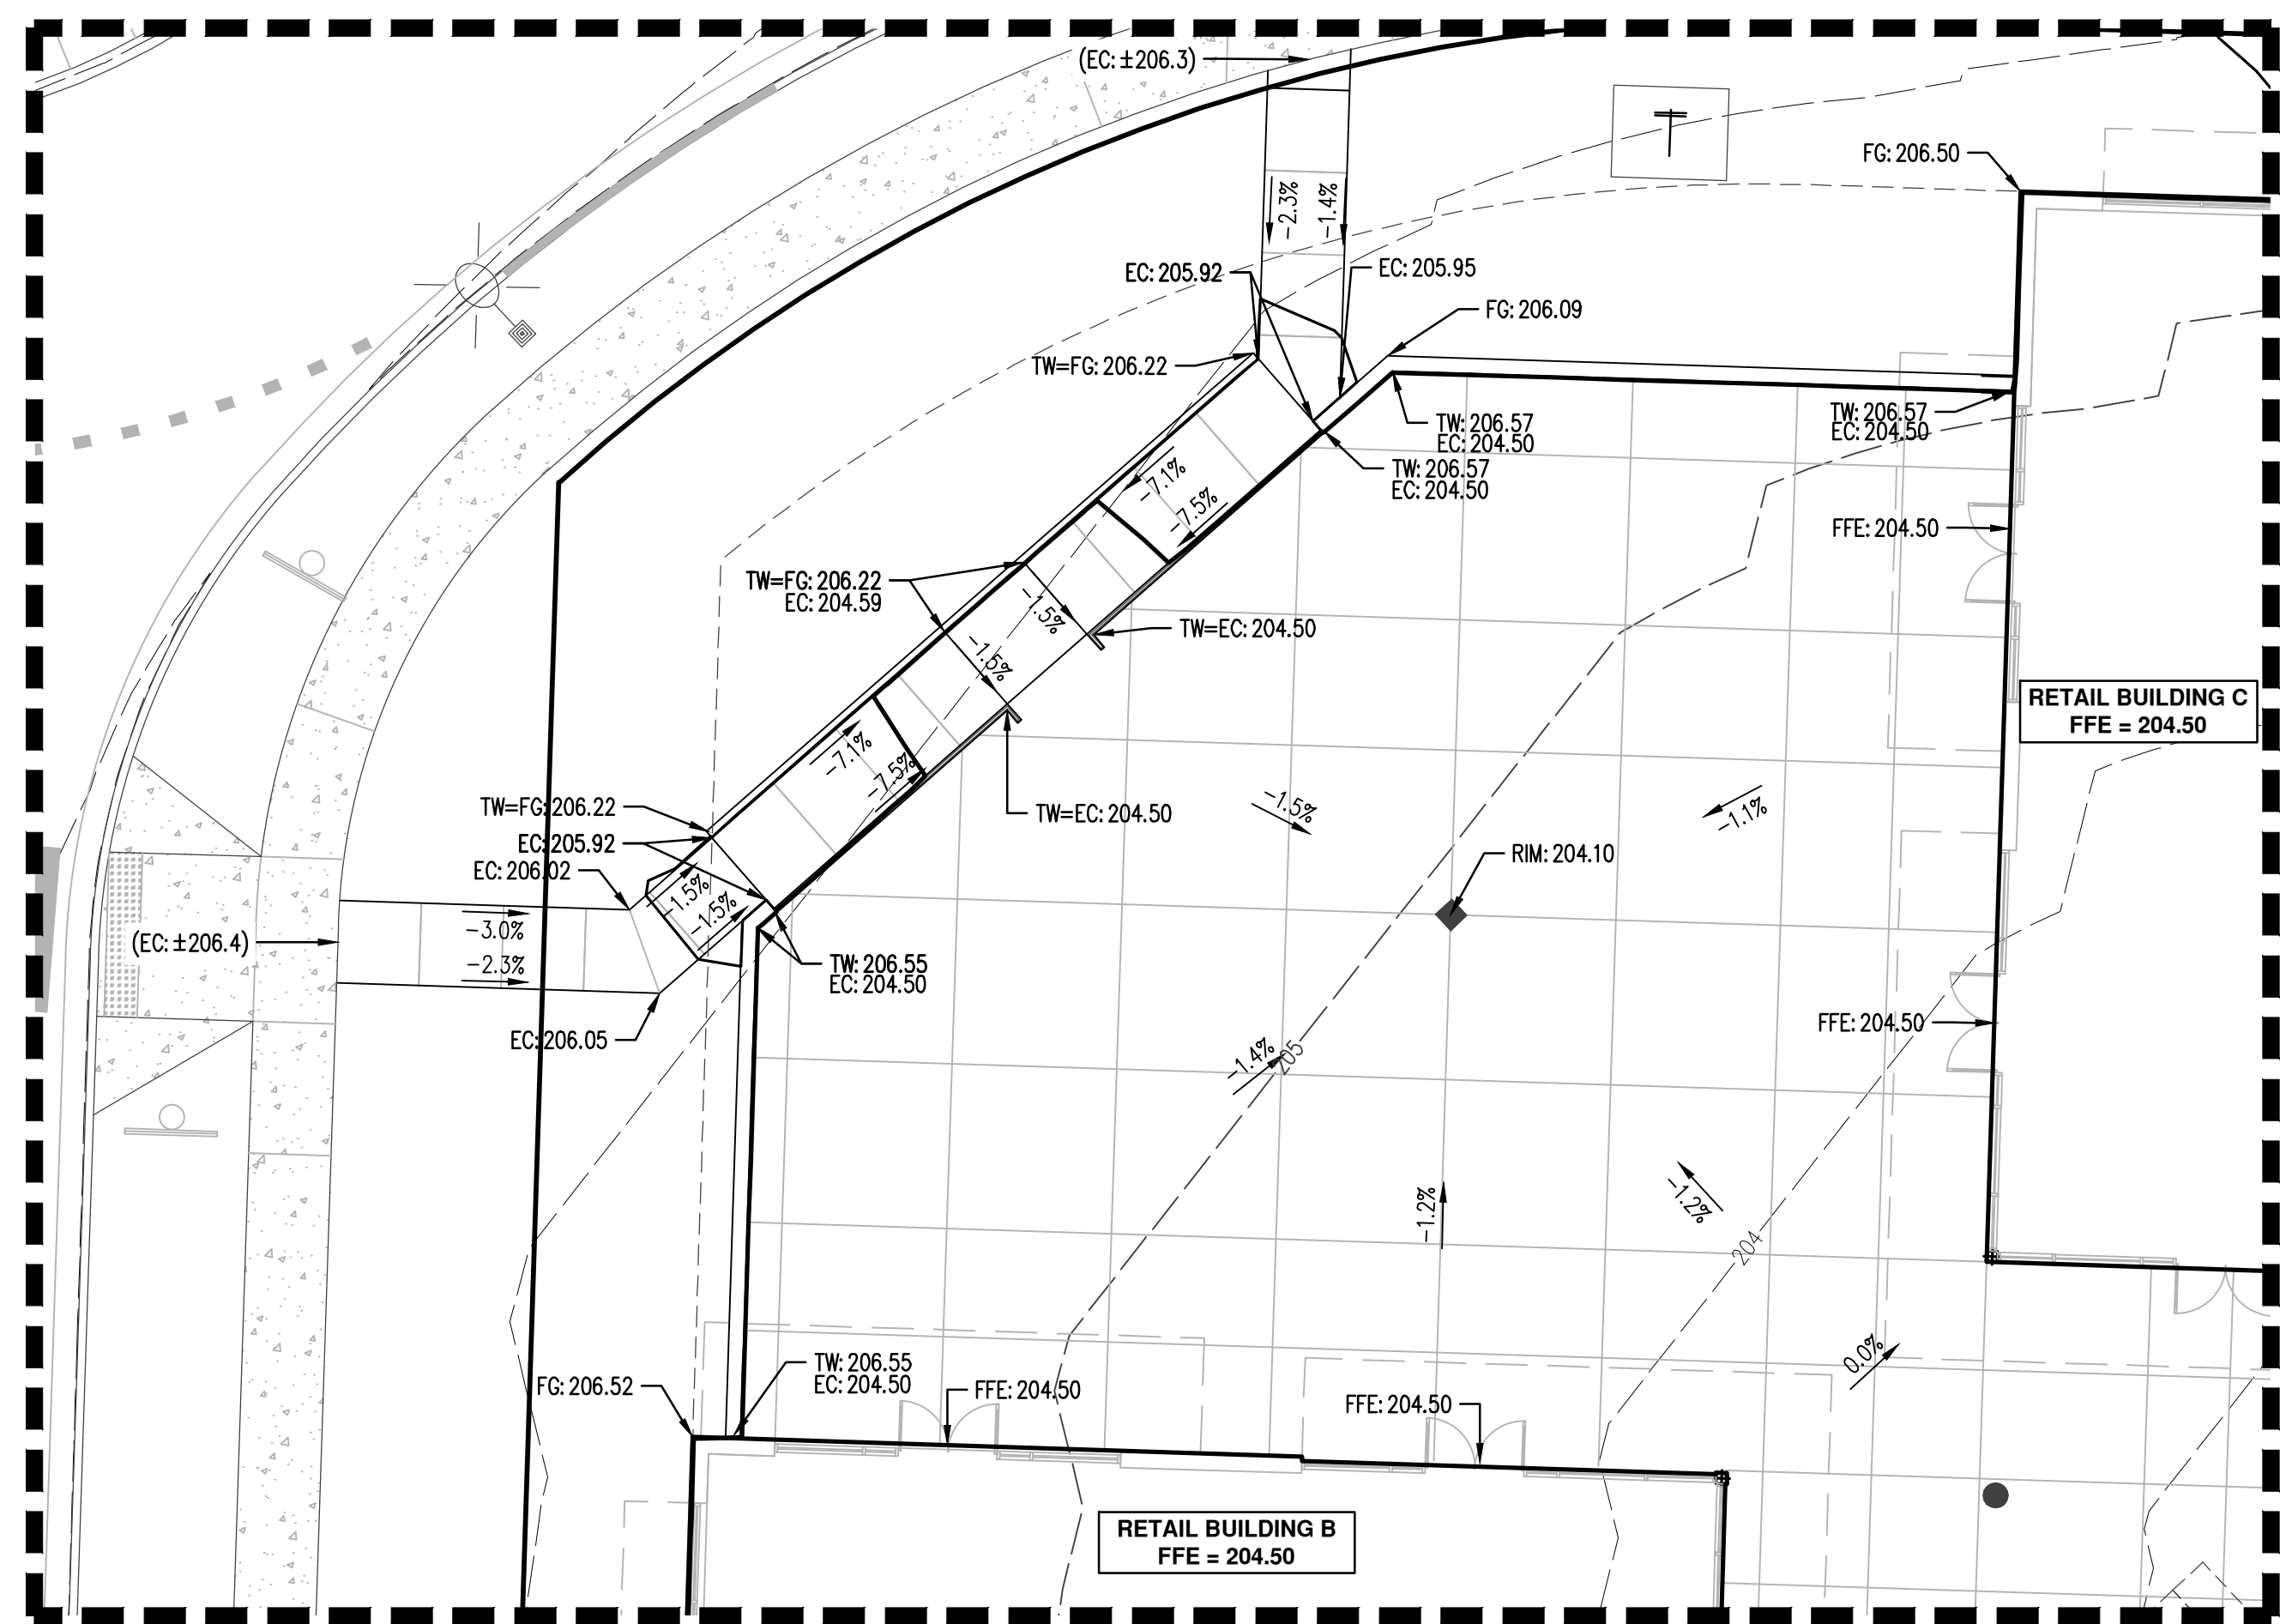 (EC: ±206.3)
FG: 206.50
-2.3%
-1.4%
EC: 205.92
EC: 205.95
FG: 206.09
TW=FG: 206.22
TW: 206.57
EC: 204.50
TW: 206.57
EC: 204.50
TW: 206.57
EC: 204.50
-7.1%
-7.5%
FFE: 204.50
TW=FG: 206.22
EC: 204.59
-1.5%
TW=EC: 204.50
-1.5%
RETAIL BUILDING C
FFE = 204.50
-7.1%
-7.5%
TW=FG: 206.22
TW=EC: 204.50
-1.5%
-1.1%
EC: 205.92
EC: 206.02
RIM: 204.10
-1.5%
-1.5%
(EC: ±206.4)
-3.0%
-2.3%
TW: 206.55
EC: 204.50
EC: 206.05
FFE: 204.50
-1.4%
205
-1.2%
-1.2%
204
0.0%
TW: 206.55
EC: 204.50
FG: 206.52
FFE: 204.50
FFE: 204.50
RETAIL BUILDING B
FFE = 204.50